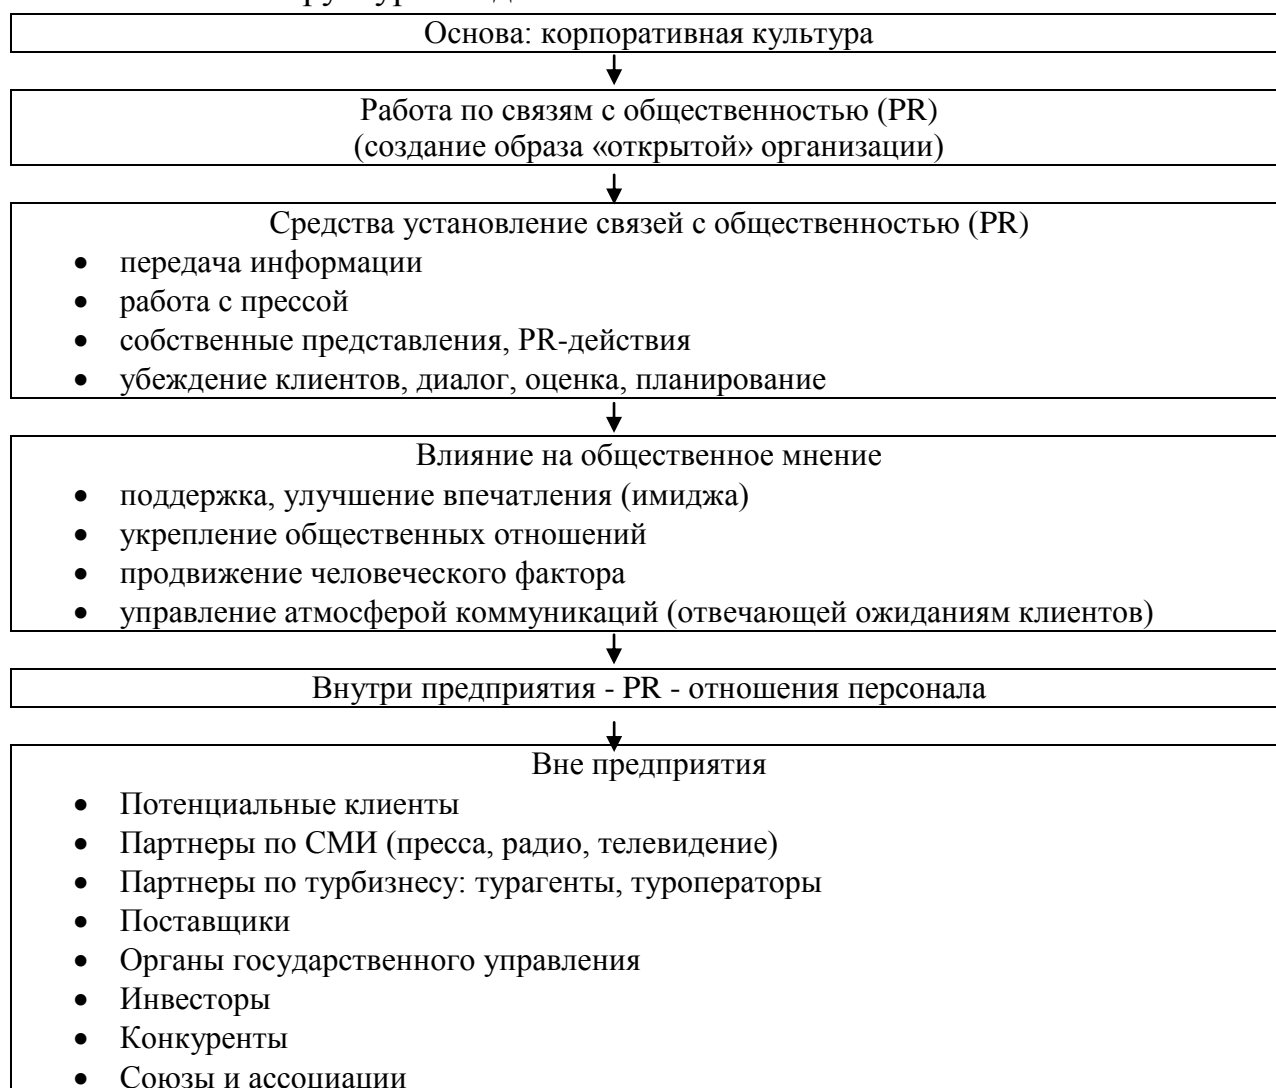 Основа: корпоративная культура
Работа по связям с общественностью (PR)
(создание образа «открытой» организации)
Средства установление связей с общественностью (PR)
• передача информации
• работа с прессой
• собственные представления, PR-действия
• убеждение клиентов, диалог, оценка, планирование
Влияние на общественное мнение
• поддержка, улучшение впечатления (имиджа)
• укрепление общественных отношений
• продвижение человеческого фактора
• управление атмосферой коммуникаций (отвечающей ожиданиям клиентов)
Внутри предприятия - PR - отношения персонала
Вне предприятия
• Потенциальные клиенты
• Партнеры по СМИ (пресса, радио, телевидение)
• Партнеры по турбизнесу: турагенты, туроператоры
• Поставщики
• Органы государственного управления
• Инвесторы
• Конкуренты
• Союзы и ассоциации